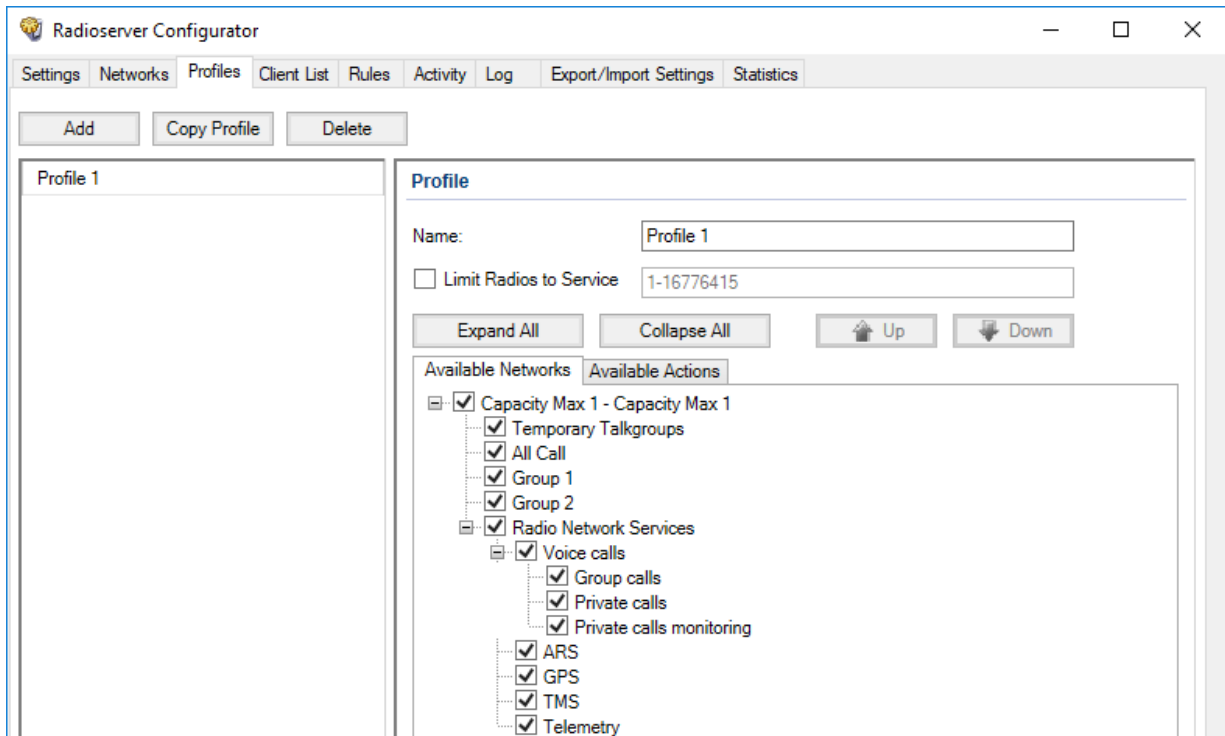 Radioserver Configurator
Settings Networks Profiles Client List Rules Activity Log Export/Import Settings Statistics
Add Copy Profile Delete
Profile 1
Profile
Name: Profile 1
Limit Radios to Service 1-16776415
Expand All Collapse All Up Down
Available Networks Available Actions
Capacity Max 1 - Capacity Max 1
Temporary Talkgroups
All Call
Group 1
Group 2
Radio Network Services
Voice calls
Group calls
Private calls
Private calls monitoring
ARS
GPS
TMS
Telemetry